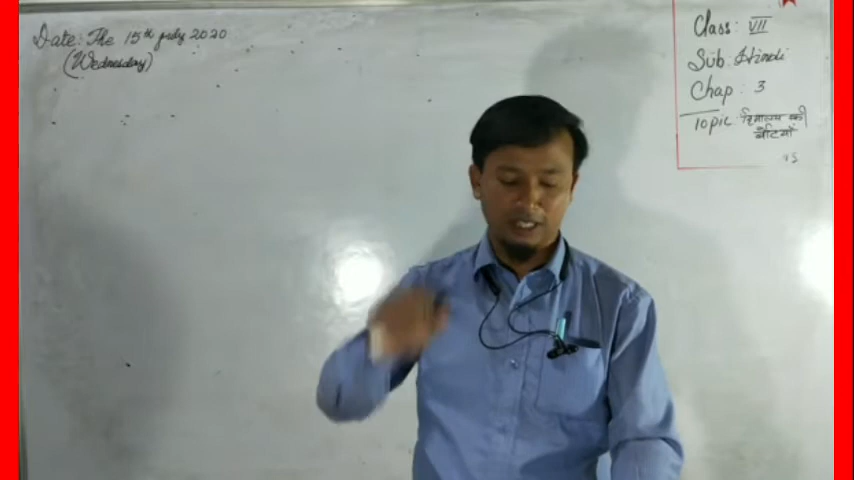 Date: The 15th july 2020
(Wednesday)
Class: VII
Sub: Hindi
Chap: 3
Topic: हिमालय की
बेटियाँ